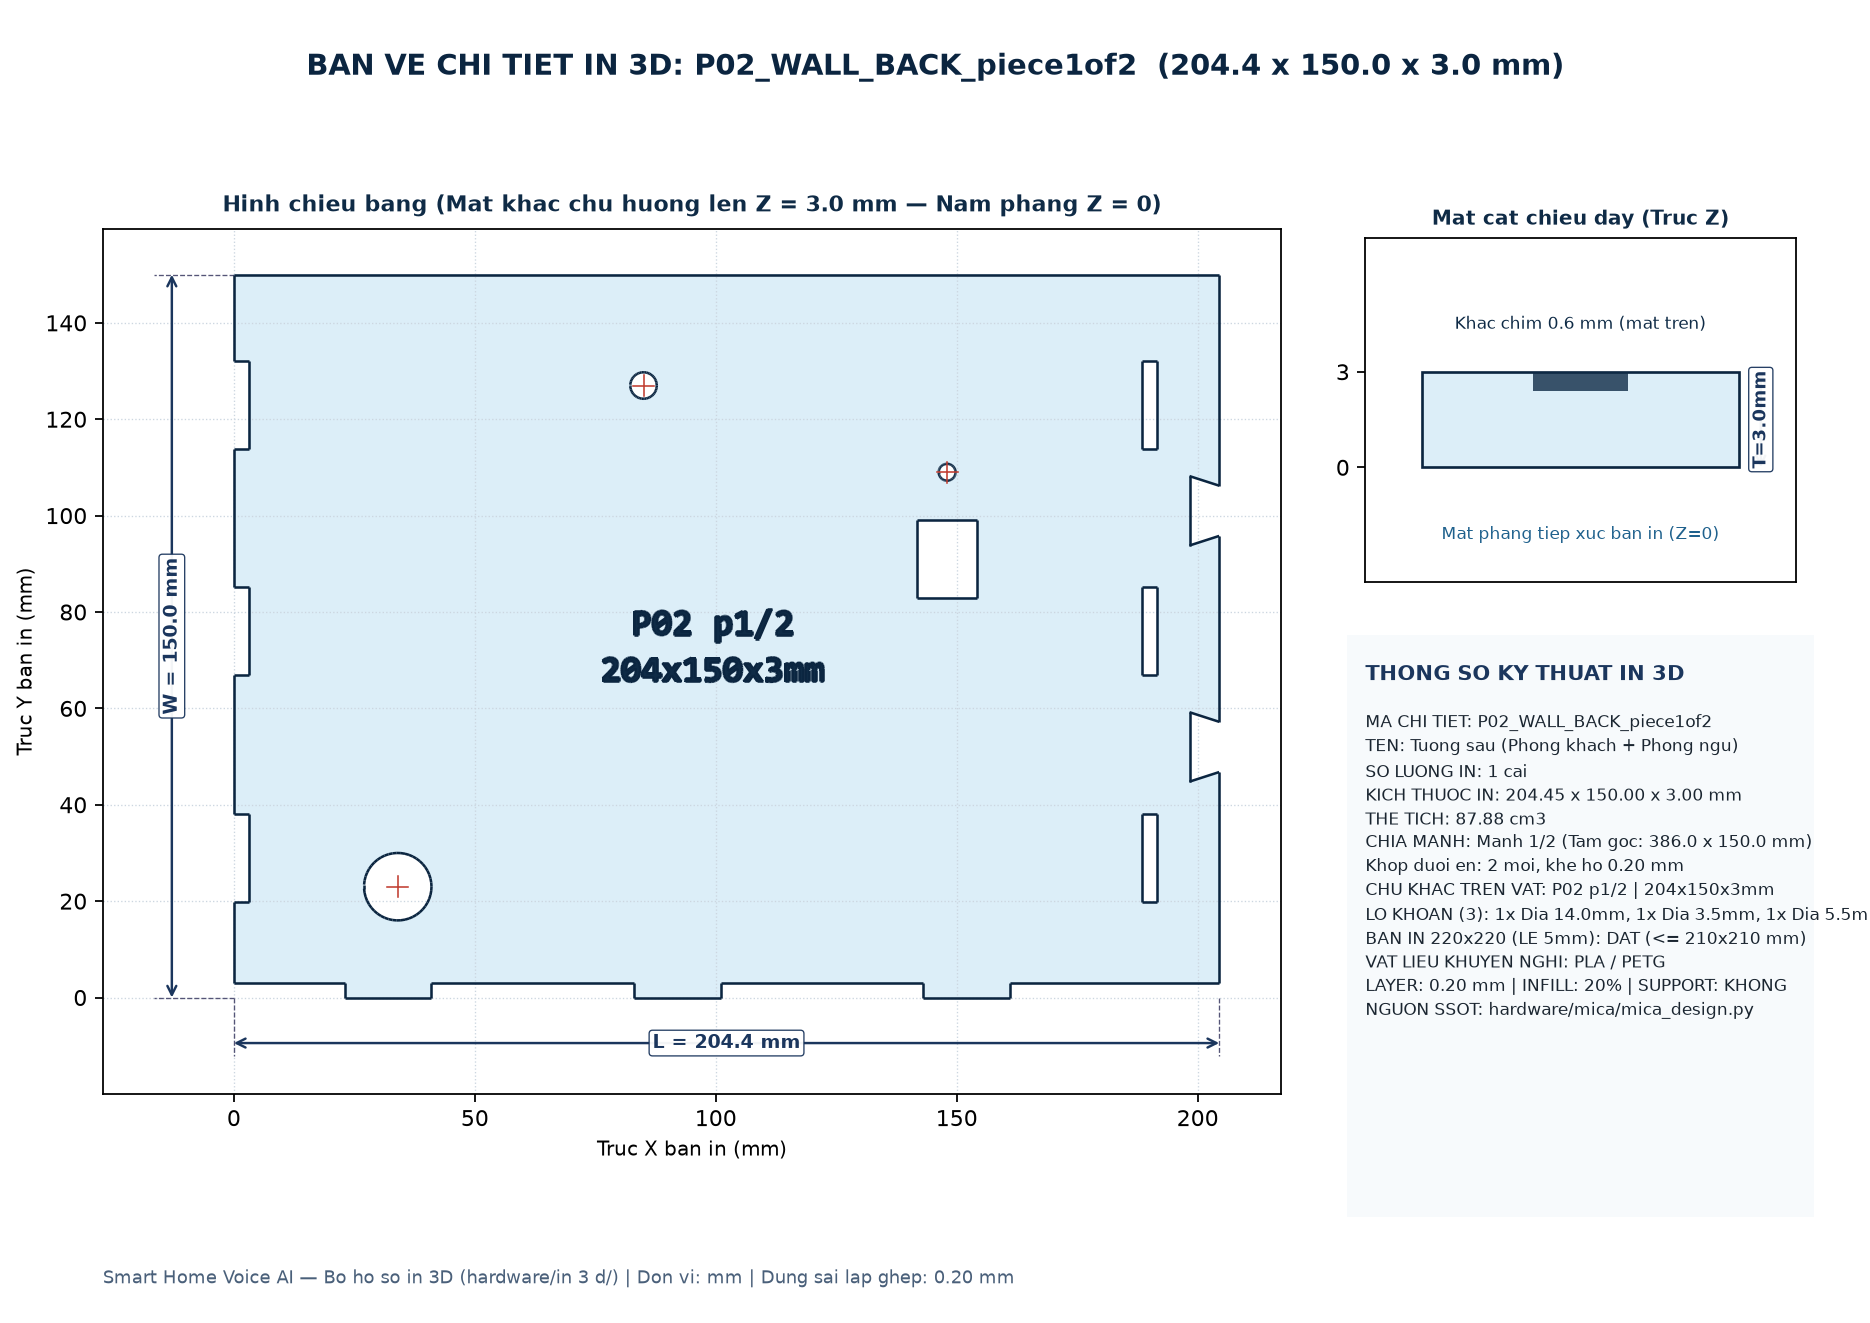 BAN VE CHI TIET IN 3D: P02_WALL_BACK_piece1of2 (204.4 x 150.0 x 3.0 mm)
Hinh chieu bang (Mat khac chu huong len Z = 3.0 mm — Nam phang Z = 0)
140
120
100
80
60
40
20
0
Truc Y ban in (mm)
W = 150.0 mm
P02 p1/2
204x150x3mm
L = 204.4 mm
0
50
100
150
200
Truc X ban in (mm)
Mat cat chieu day (Truc Z)
Khac chim 0.6 mm (mat tren)
3
0
T=3.0mm
Mat phang tiep xuc ban in (Z=0)
THONG SO KY THUAT IN 3D
MA CHI TIET: P02_WALL_BACK_piece1of2
TEN: Tuong sau (Phong khach + Phong ngu)
SO LUONG IN: 1 cai
KICH THUOC IN: 204.45 x 150.00 x 3.00 mm
THE TICH: 87.88 cm3
CHIA MANH: Manh 1/2 (Tam goc: 386.0 x 150.0 mm)
Khop duoi en: 2 moi, khe ho 0.20 mm
CHU KHAC TREN VAT: P02 p1/2 | 204x150x3mm
LO KHOAN (3): 1x Dia 14.0mm, 1x Dia 3.5mm, 1x Dia 5.5m
BAN IN 220x220 (LE 5mm): DAT (<= 210x210 mm)
VAT LIEU KHUYEN NGHI: PLA / PETG
LAYER: 0.20 mm | INFILL: 20% | SUPPORT: KHONG
NGUON SSOT: hardware/mica/mica_design.py
Smart Home Voice AI — Bo ho so in 3D (hardware/in 3 d/) | Don vi: mm | Dung sai lap ghep: 0.20 mm